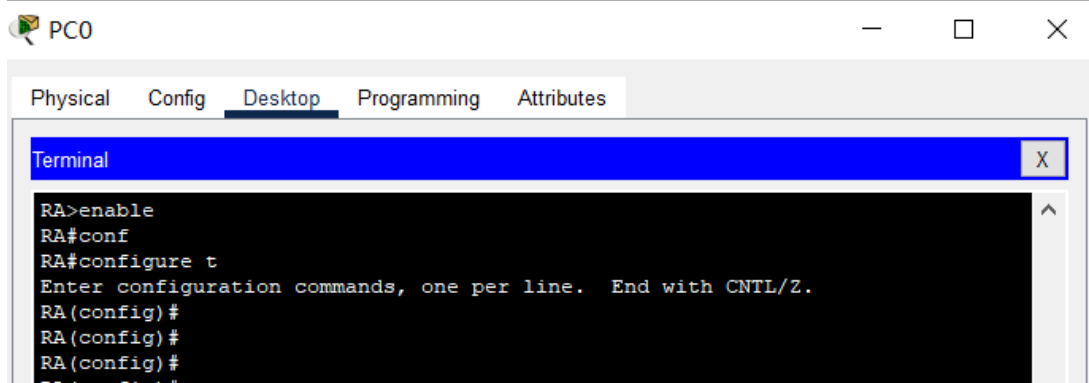 PC0
Physical Config Desktop Programming Attributes
Terminal X
RA>enable
RA#conf
RA#configure t
Enter configuration commands, one per line.  End with CNTL/Z.
RA(config)#
RA(config)#
RA(config)#